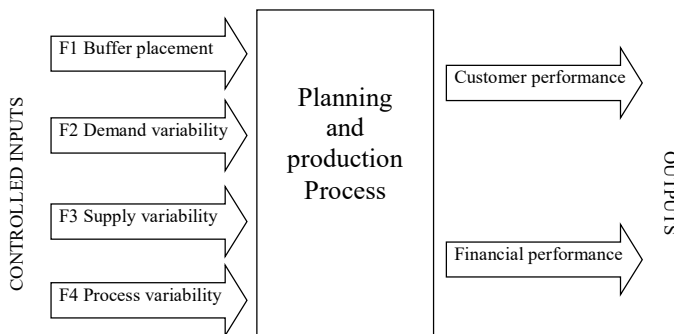 CONTROLLED INPUTS
F1 Buffer placement
F2 Demand variability
F3 Supply variability
F4 Process variability
Planning
and
production
Process
Customer performance
Financial performance
OUTPUTS